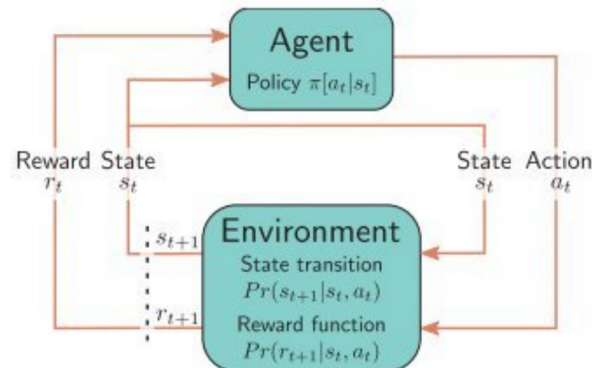 Agent
Policy π[a_t|s_t]
Reward State State Action
r_t s_t s_t a_t
s_{t+1}
Environment
State transition
Pr(s_{t+1}|s_t, a_t)
r_{t+1}
Reward function
Pr(r_{t+1}|s_t, a_t)